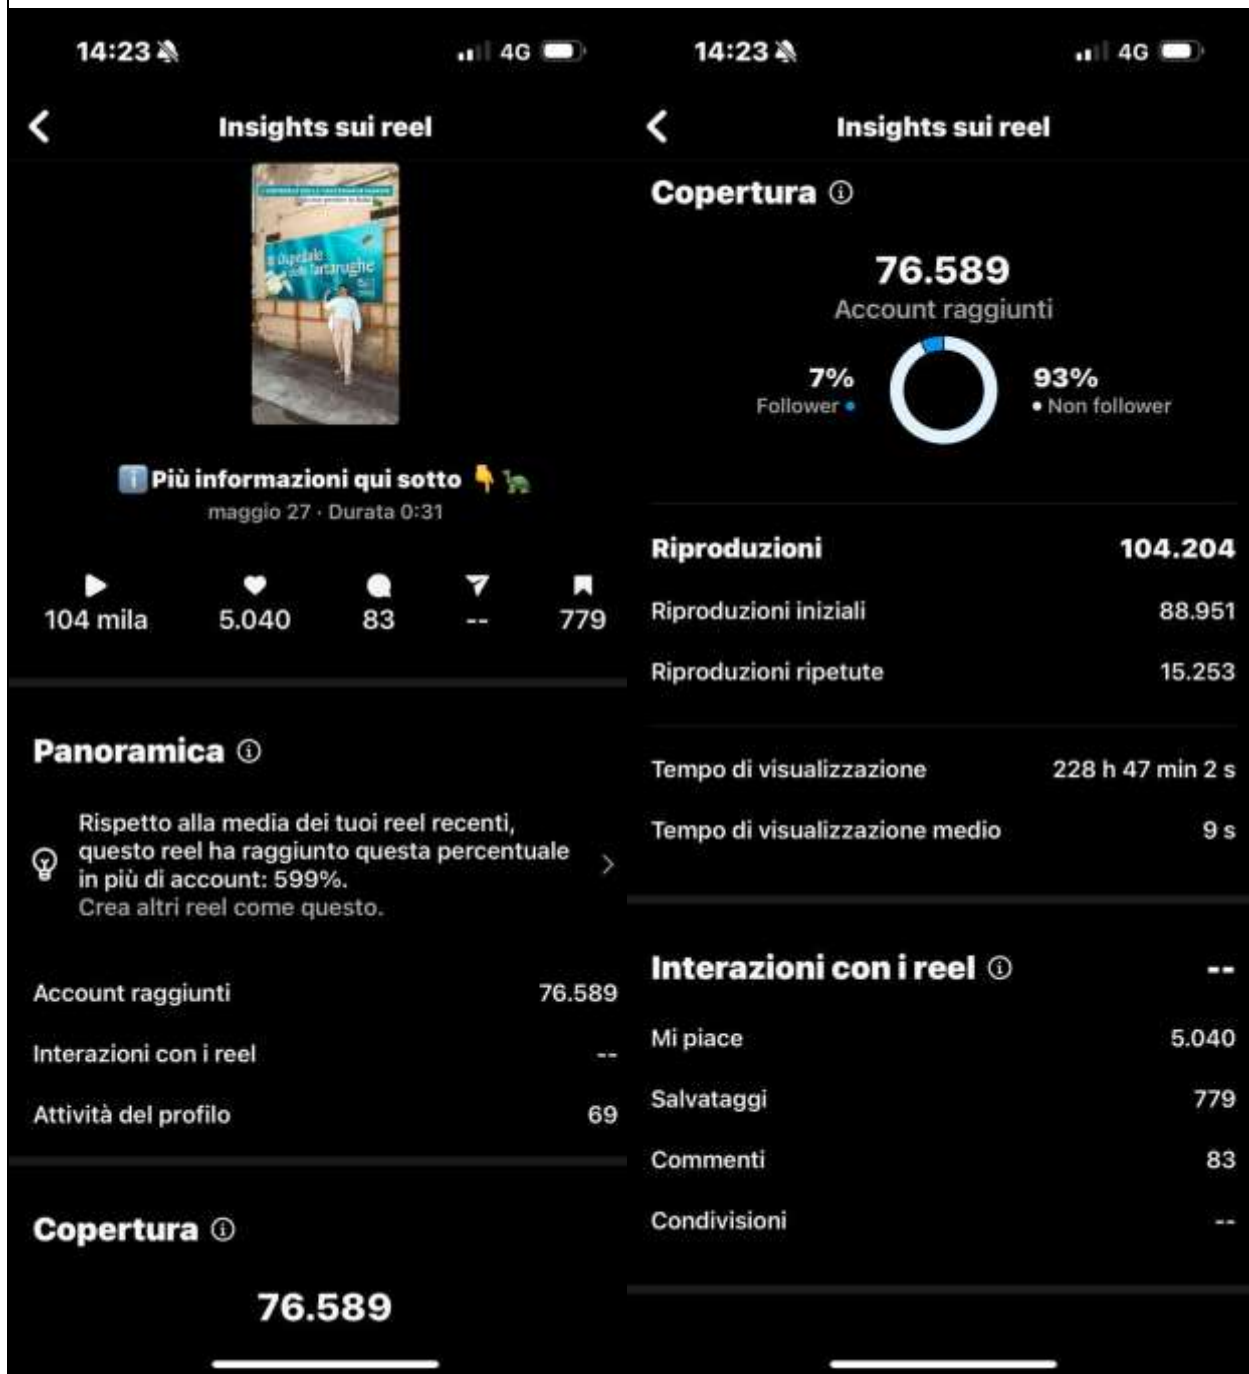 14:23
4G
Insights sui reel
Ospedale
delle Tartarughe
Più informazioni qui sotto
maggio 27 · Durata 0:31
104 mila
5.040
83
--
779
Panoramica
Rispetto alla media dei tuoi reel recenti,
questo reel ha raggiunto questa percentuale
in più di account: 599%.
Crea altri reel come questo.
Account raggiunti 76.589
Interazioni con i reel --
Attività del profilo 69
Copertura
76.589
14:23
4G
Insights sui reel
Copertura
76.589
Account raggiunti
7%
Follower
93%
Non follower
Riproduzioni 104.204
Riproduzioni iniziali 88.951
Riproduzioni ripetute 15.253
Tempo di visualizzazione 228 h 47 min 2 s
Tempo di visualizzazione medio 9 s
Interazioni con i reel --
Mi piace 5.040
Salvataggi 779
Commenti 83
Condivisioni --